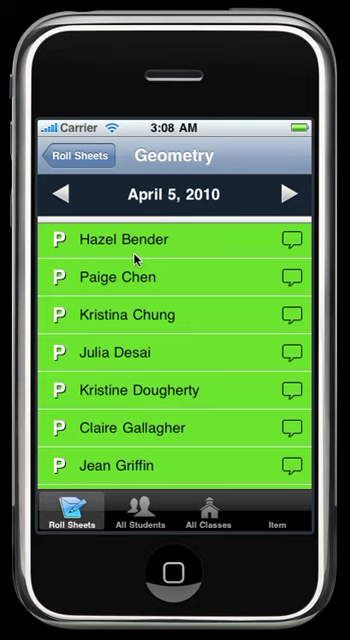 Carrier 3:08 AM
Roll Sheets Geometry
April 5, 2010
P Hazel Bender
P Paige Chen
P Kristina Chung
P Julia Desai
P Kristine Dougherty
P Claire Gallagher
P Jean Griffin
Roll Sheets All Students All Classes Item